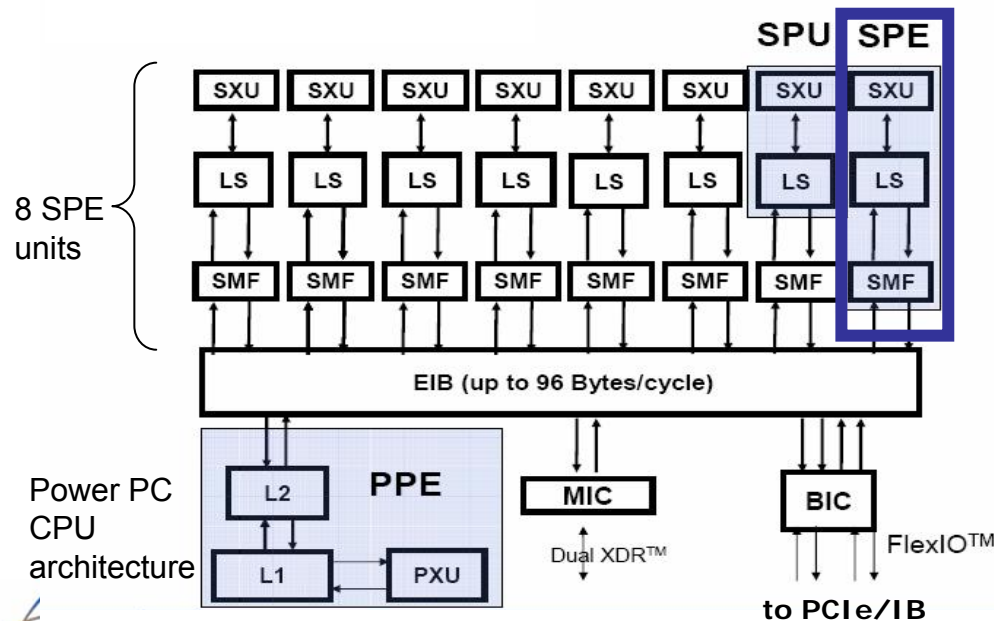 SPU SPE
SXU SXU SXU SXU SXU SXU SXU SXU
LS LS LS LS LS LS LS LS
8 SPE
units
SMF SMF SMF SMF SMF SMF SMF SMF
EIB (up to 96 Bytes/cycle)
Power PC
CPU
architecture
L2
PPE
L1
PXU
MIC
Dual XDR™
BIC
FlexIO™
to PCIe/IB